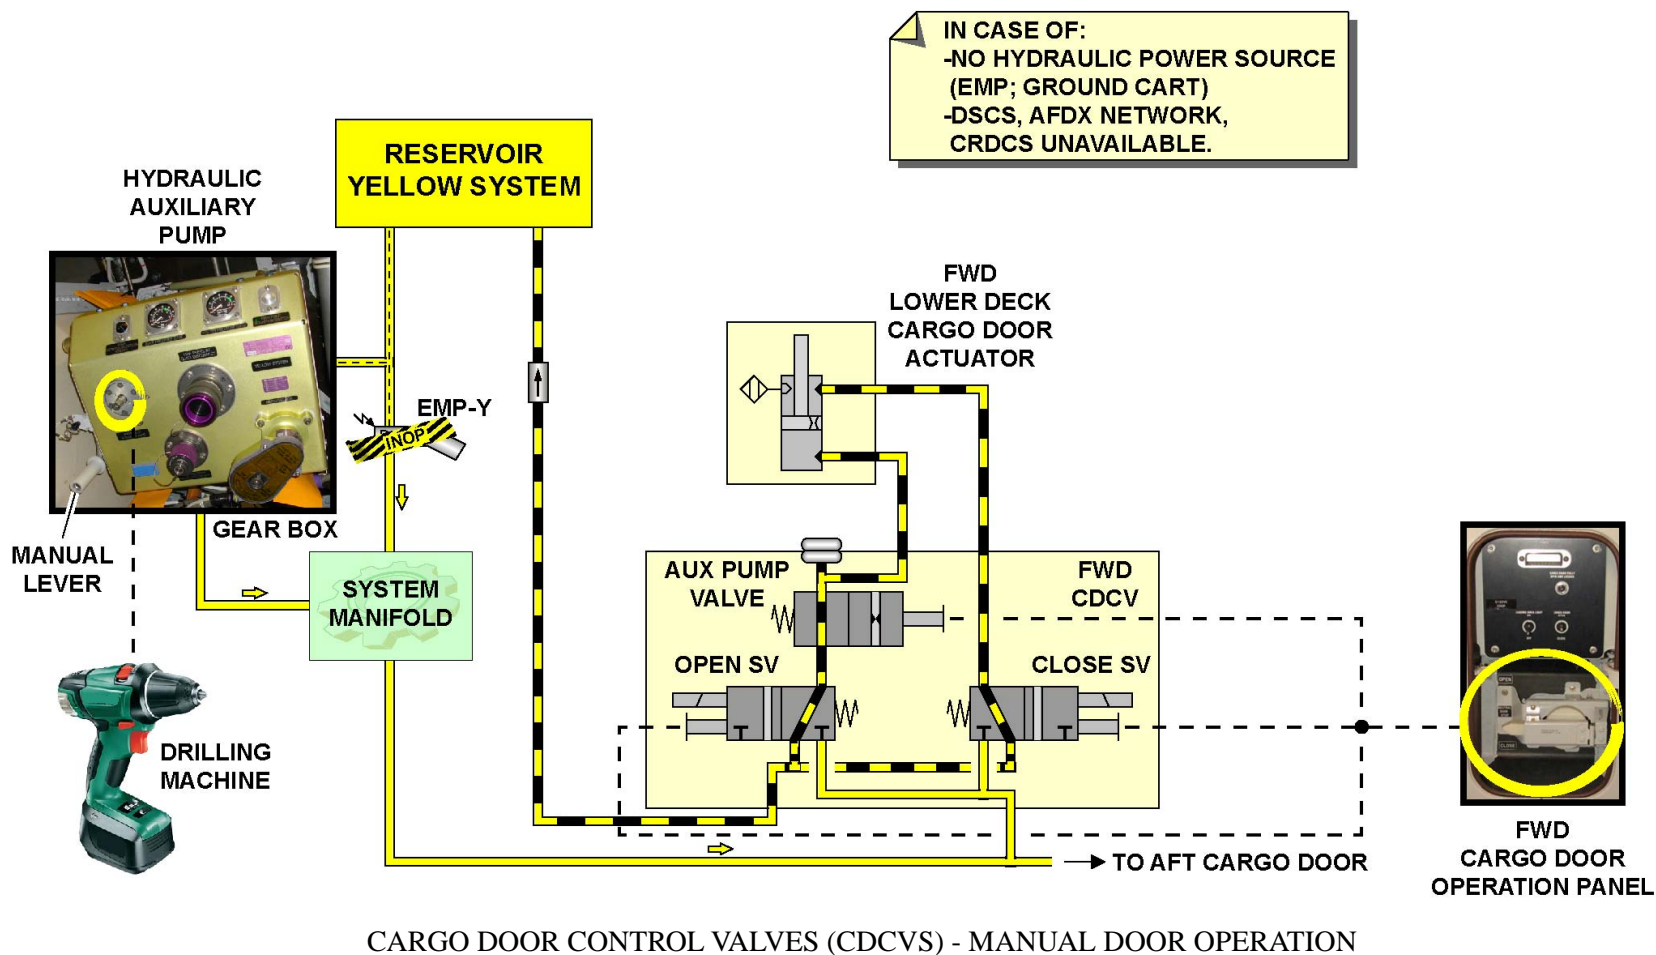 IN CASE OF:
-NO HYDRAULIC POWER SOURCE
(EMP; GROUND CART)
-DSCS, AFDX NETWORK,
CRDCS UNAVAILABLE.
RESERVOIR
YELLOW SYSTEM
HYDRAULIC
AUXILIARY
PUMP
FWD
LOWER DECK
CARGO DOOR
ACTUATOR
EMP-Y
INOP
GEAR BOX
MANUAL
LEVER
SYSTEM
MANIFOLD
AUX PUMP
VALVE
FWD
CDCV
OPEN SV
CLOSE SV
OPEN
CLOSE
DRILLING
MACHINE
TO AFT CARGO DOOR
FWD
CARGO DOOR
OPERATION PANEL
CARGO DOOR CONTROL VALVES (CDCVS) - MANUAL DOOR OPERATION